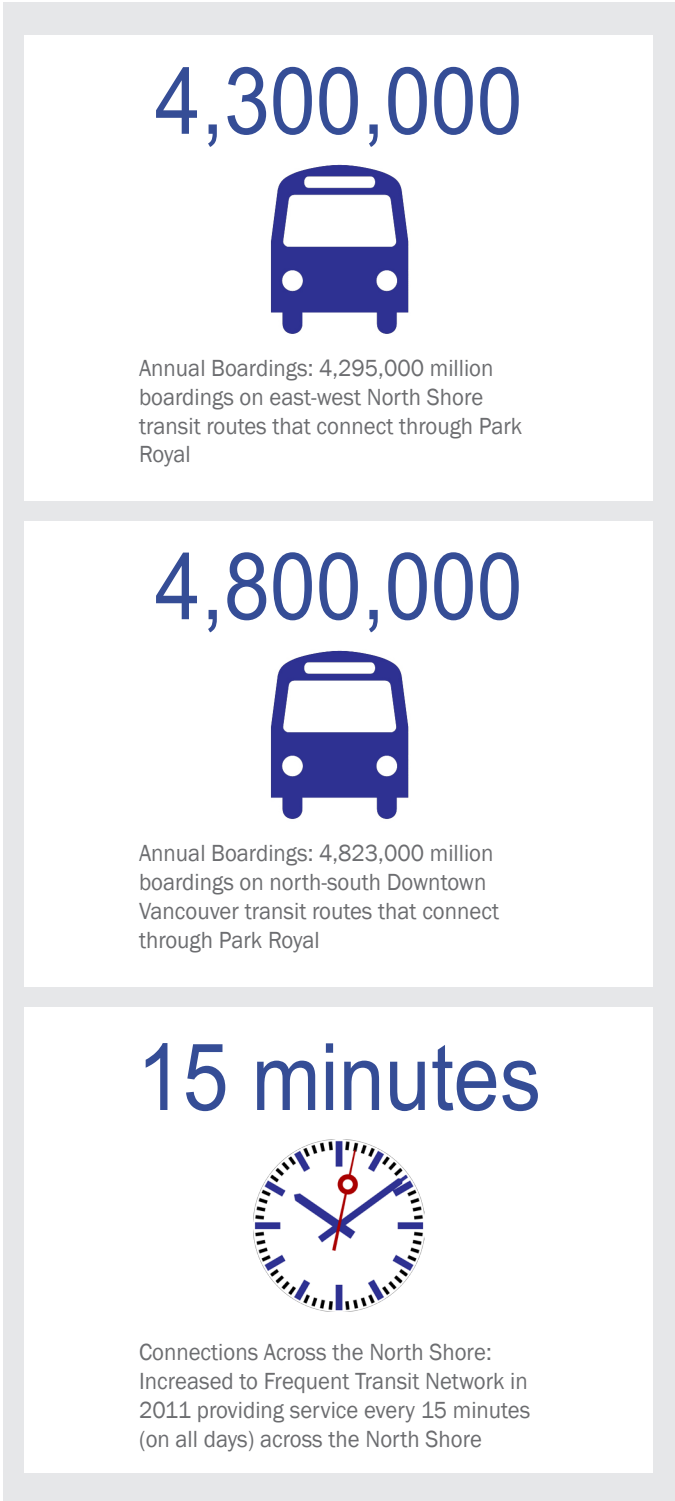 4,300,000
Annual Boardings: 4,295,000 million
boardings on east-west North Shore
transit routes that connect through Park
Royal
4,800,000
Annual Boardings: 4,823,000 million
boardings on north-south Downtown
Vancouver transit routes that connect
through Park Royal
15 minutes
Connections Across the North Shore:
Increased to Frequent Transit Network in
2011 providing service every 15 minutes
(on all days) across the North Shore